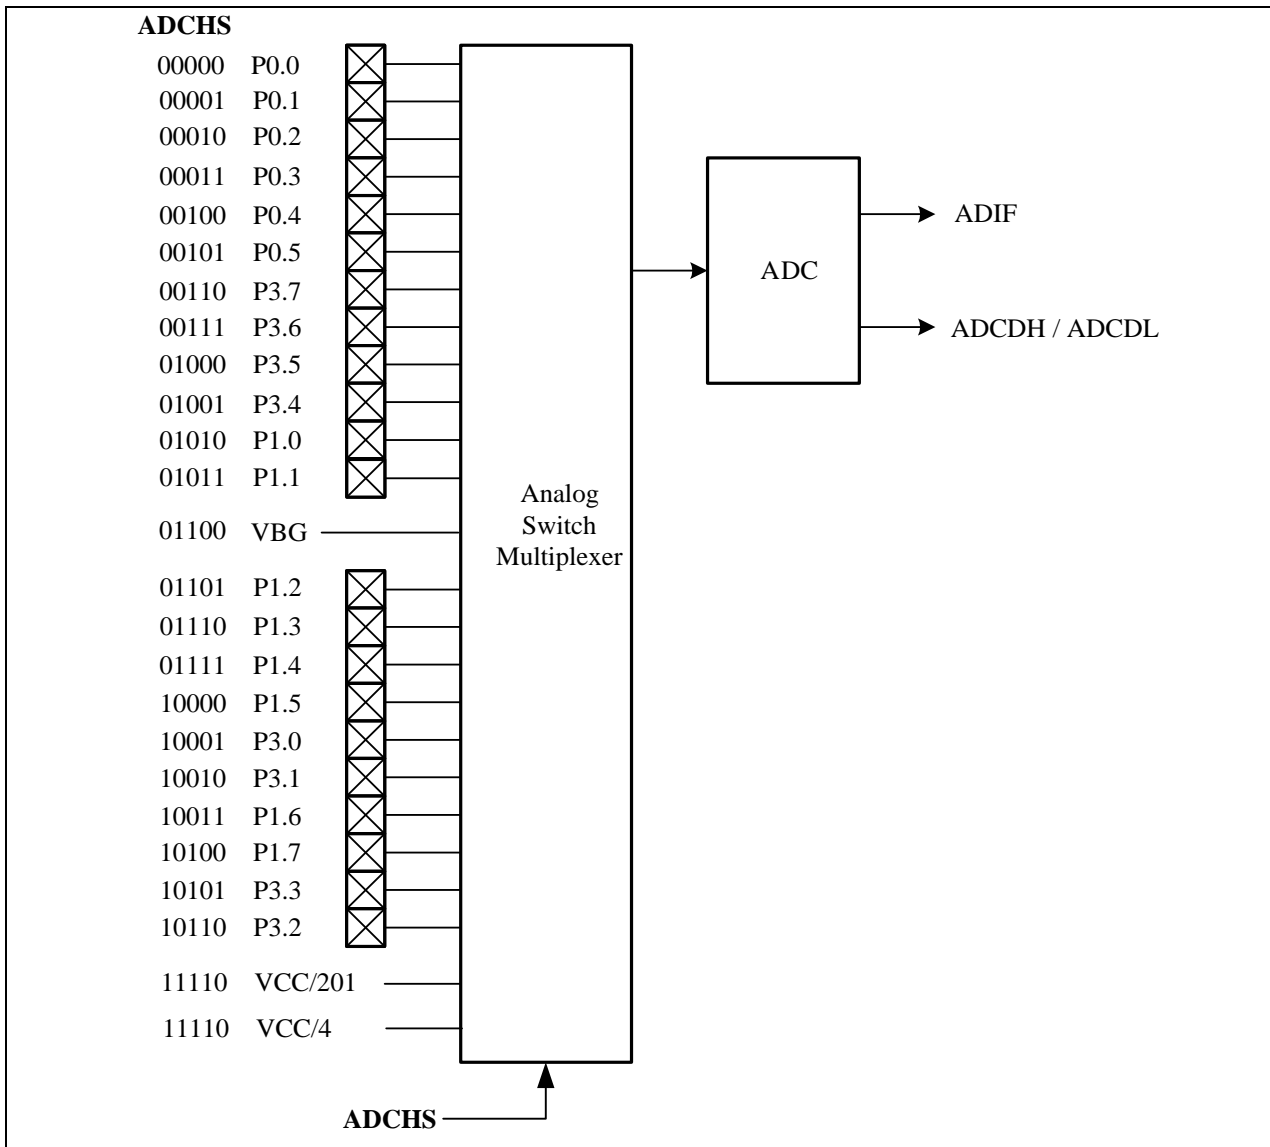 ADCHS
00000 P0.0
00001 P0.1
00010 P0.2
00011 P0.3
00100 P0.4
00101 P0.5
00110 P3.7
00111 P3.6
01000 P3.5
01001 P3.4
01010 P1.0
01011 P1.1
01100 VBG
01101 P1.2
01110 P1.3
01111 P1.4
10000 P1.5
10001 P3.0
10010 P3.1
10011 P1.6
10100 P1.7
10101 P3.3
10110 P3.2
11110 VCC/201
11110 VCC/4
Analog
Switch
Multiplexer
ADCHS
ADC
ADIF
ADCDH / ADCDL